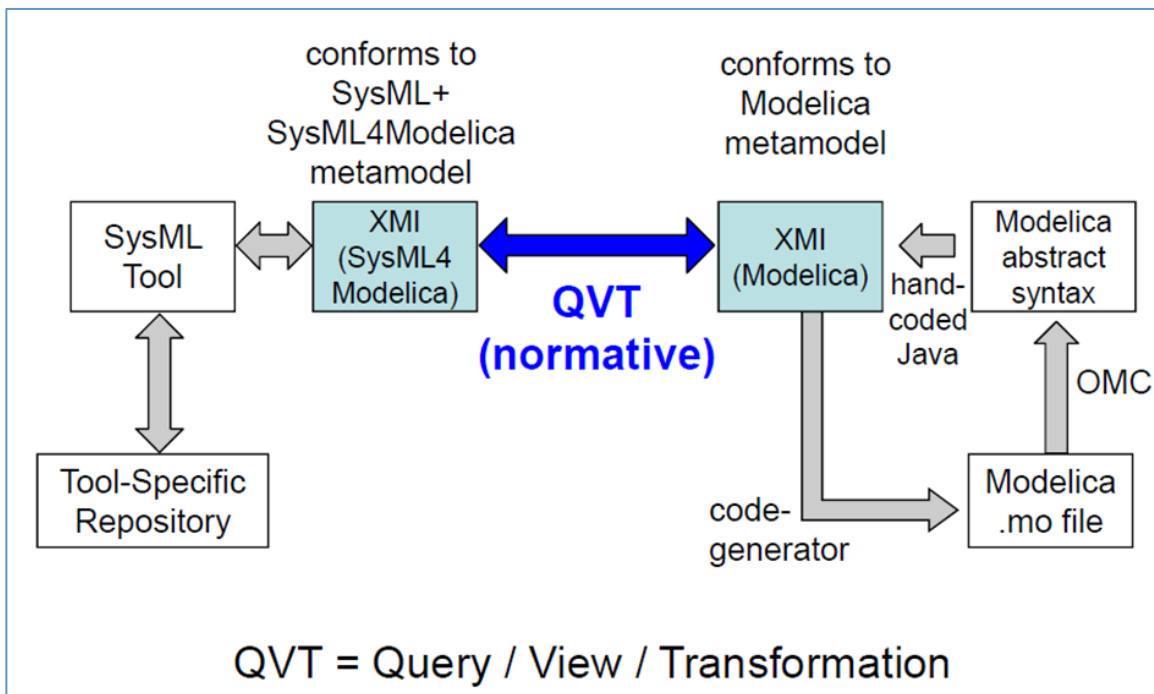 conforms to
SysML+
SysML4Modelica
metamodel
conforms to
Modelica
metamodel
SysML
Tool
XMI
(SysML4
Modelica)
QVT
(normative)
XMI
(Modelica)
hand-
coded
Java
Modelica
abstract
syntax
OMC
Tool-Specific
Repository
code-
generator
Modelica
.mo file
QVT = Query / View / Transformation